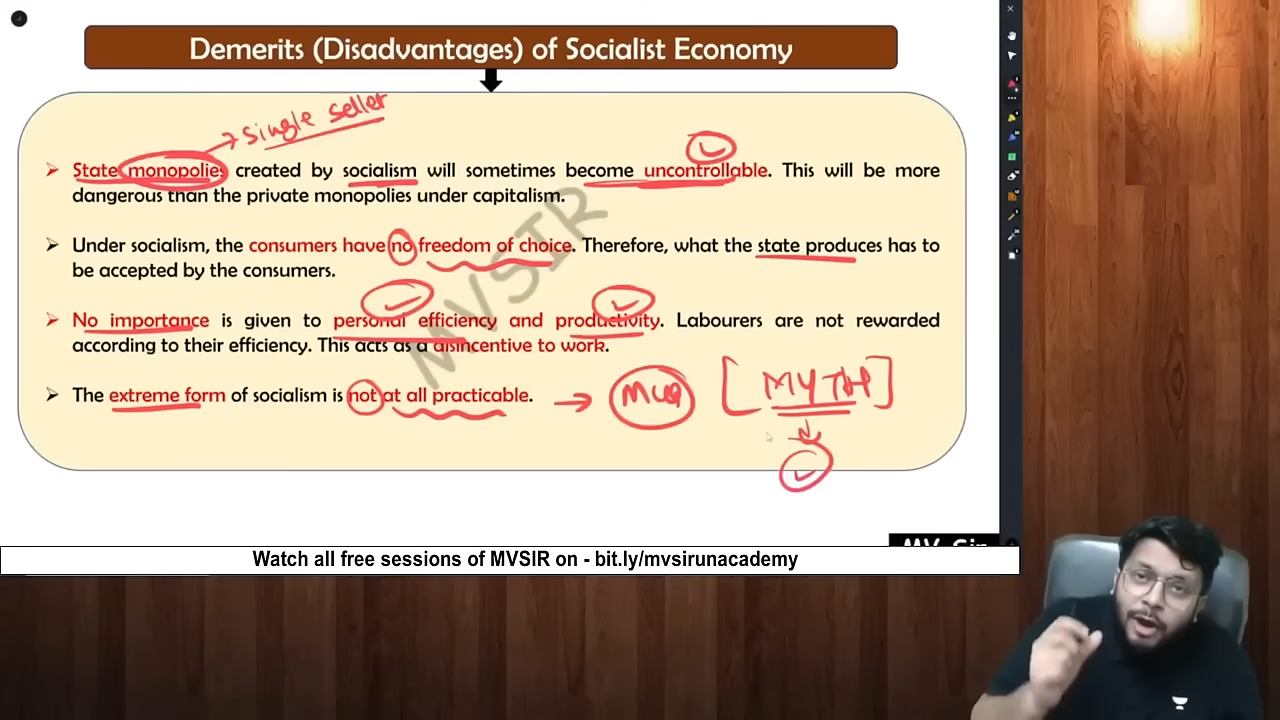 Demerits (Disadvantages) of Socialist Economy
single seller
➢ State monopolies created by socialism will sometimes become uncontrollable. This will be more
dangerous than the private monopolies under capitalism.
➢ Under socialism, the consumers have no freedom of choice. Therefore, what the state produces has to
be accepted by the consumers.
➢ No importance is given to personal efficiency and productivity. Labourers are not rewarded
according to their efficiency. This acts as a disincentive to work.
➢ The extreme form of socialism is not at all practicable. → MCQ [MYTH]
MVSIR
MV Sir
Watch all free sessions of MVSIR on - bit.ly/mvsirunacademy